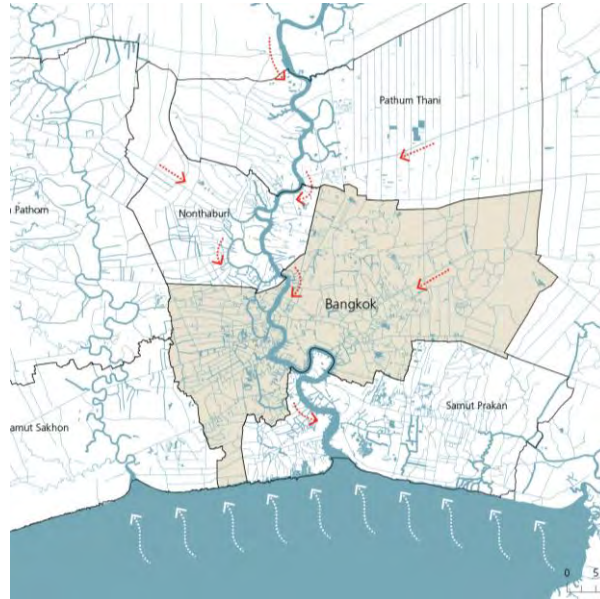 Pathum Thani
Pathom
Nonthaburi
Bangkok
Samut Prakan
amut Sakhon
0 5